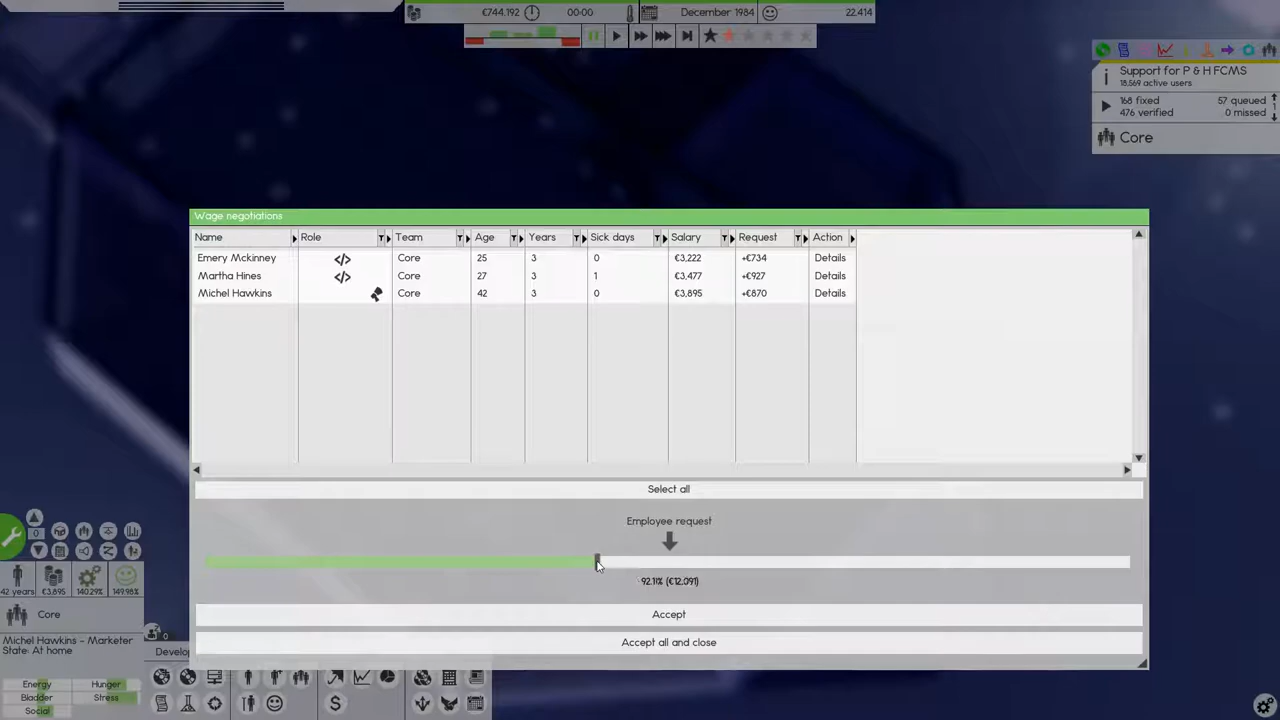 €744.192 00-00 December 1984 22.414
Support for P & H FCMS
18,569 active users
168 fixed 57 queued
476 verified 0 missed
1
Core
Wage negotiations
Name Role Team Age Years Sick days Salary Request Action
Emery Mckinney </> Core 25 3 0 €3,222 +€734 Details
Martha Hines </> Core 27 3 1 €3,477 +€927 Details
Michel Hawkins Core 42 3 0 €3,895 +€870 Details
Select all
Employee request
92.11% (€12.091)
Accept
Accept all and close
0
42 years €3,895 140.29% 149.98%
Core
0
Michel Hawkins - Marketer
State: At home
Develop
Energy Hunger
Bladder Stress
Social